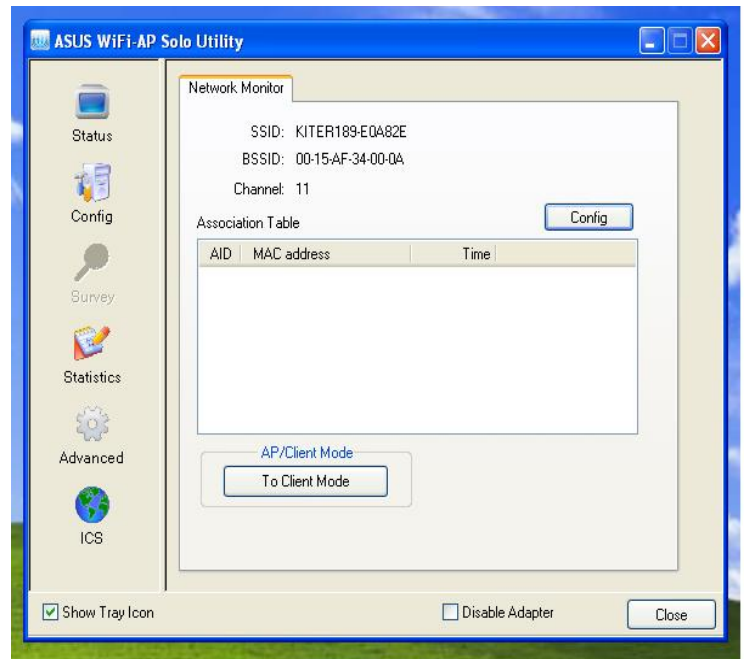 ASUS WiFi-AP Solo Utility
Status
Config
Survey
Statistics
Advanced
ICS
Network Monitor
SSID: KITER189-E0A82E
BSSID: 00-15-AF-34-00-0A
Channel: 11
Association Table
Config
AID MAC address Time
AP/Client Mode
To Client Mode
Show Tray Icon
Disable Adapter
Close